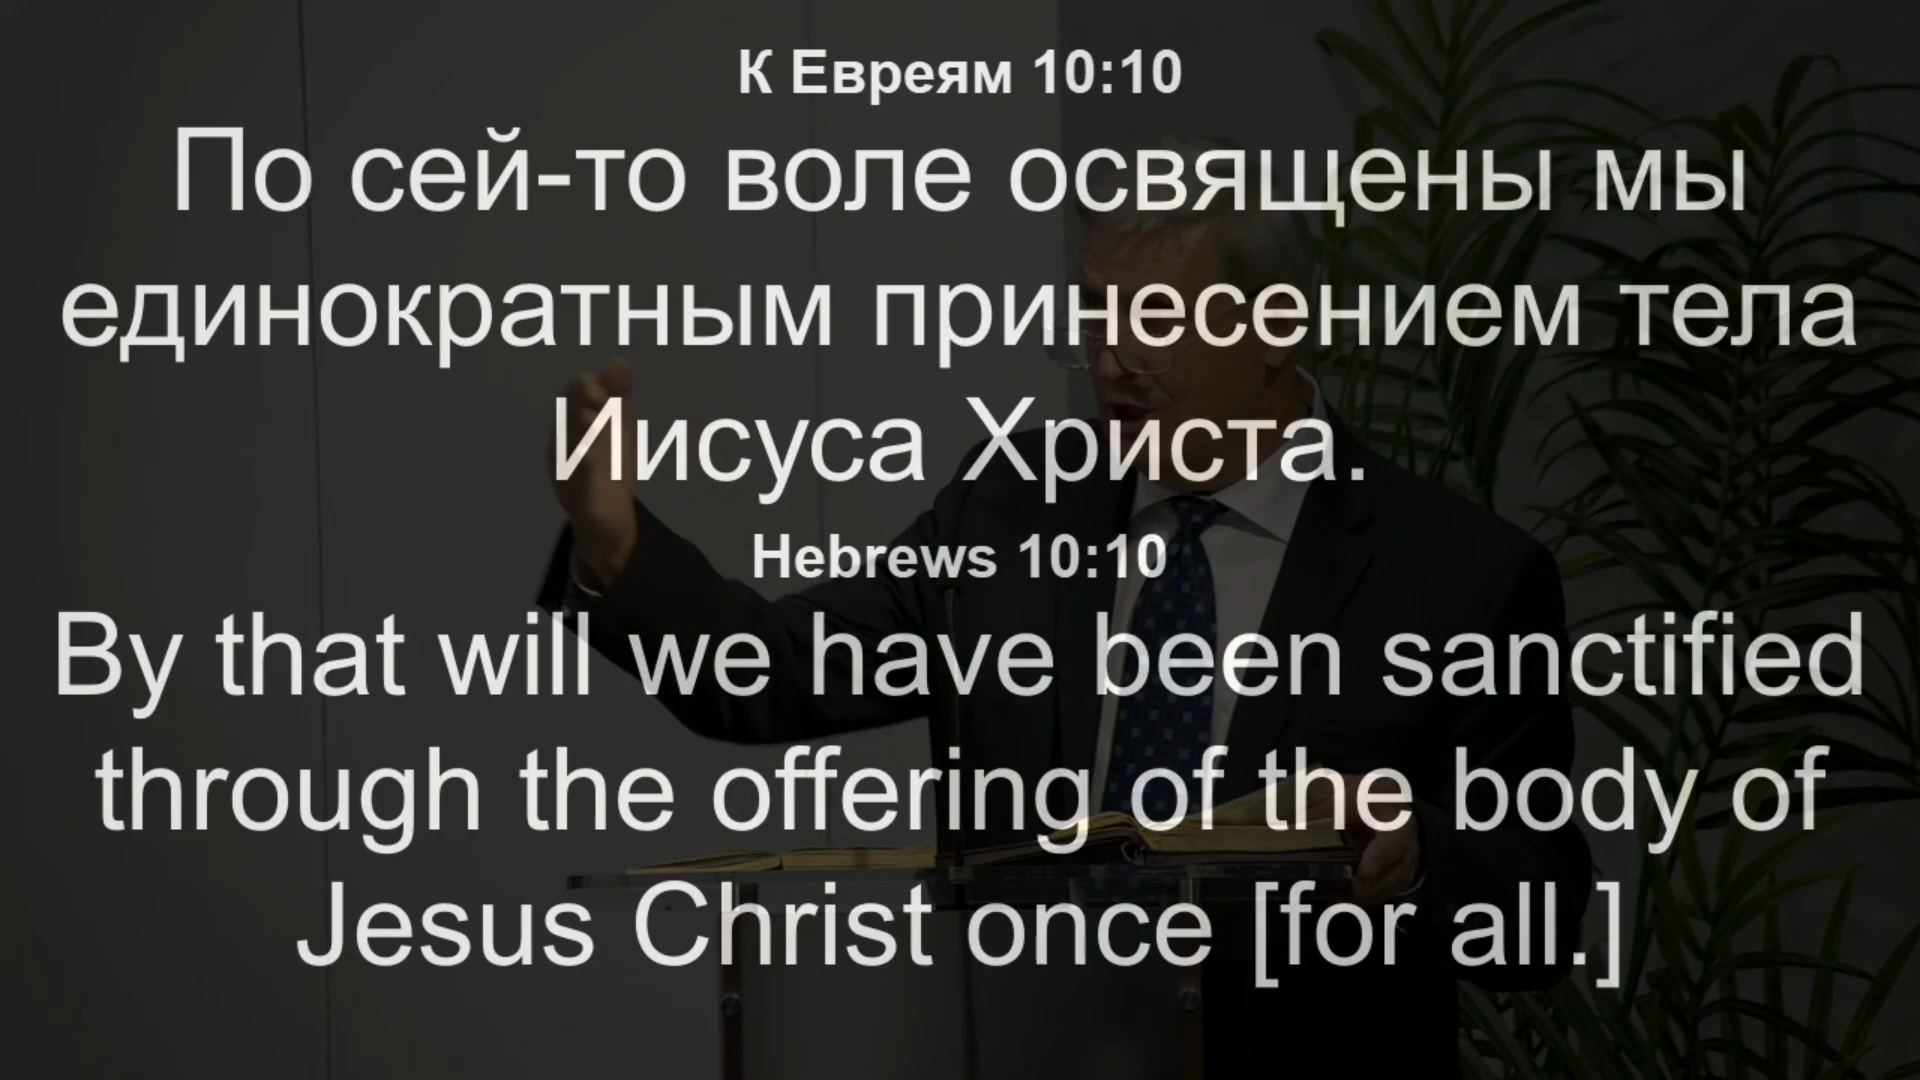 К Евреям 10:10
По сей-то воле освящены мы
единократным принесением тела
Иисуса Христа.
Hebrews 10:10
By that will we have been sanctified
through the offering of the body of
Jesus Christ once [for all.]